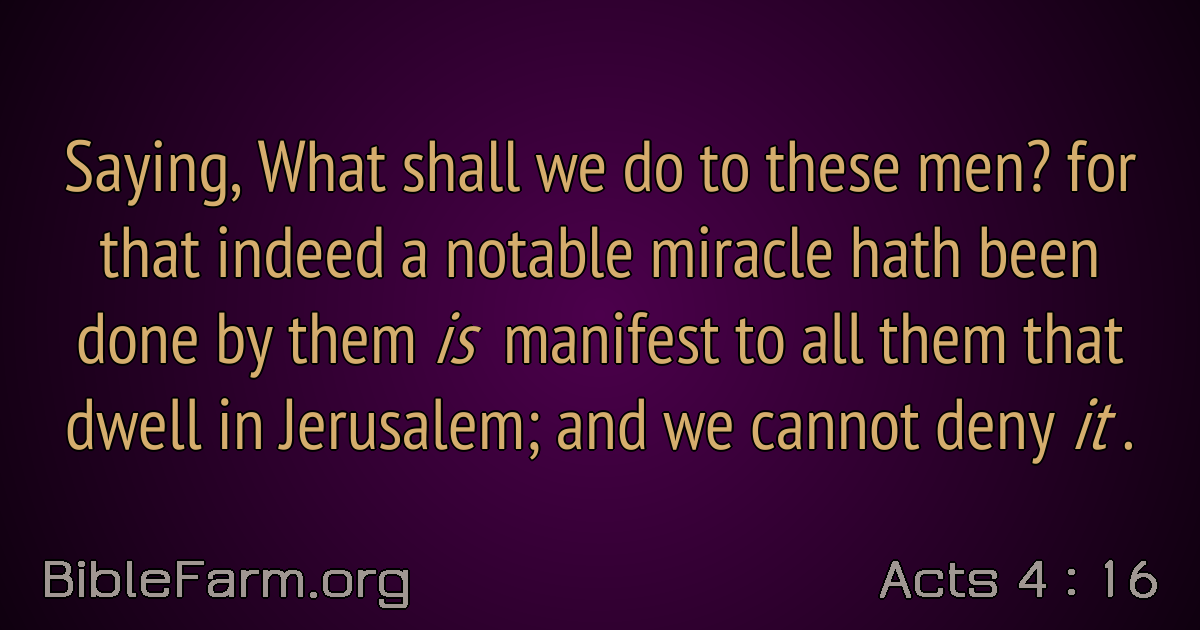 Saying, What shall we do to these men? for
that indeed a notable miracle hath been
done by them is manifest to all them that
dwell in Jerusalem; and we cannot deny it .
BibleFarm.org
Acts 4 : 16